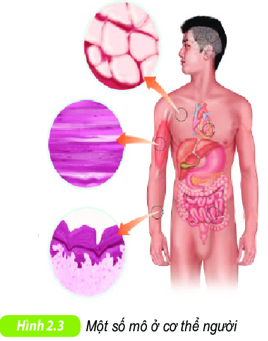 Hình 2.3 Một số mô ở cơ thể người